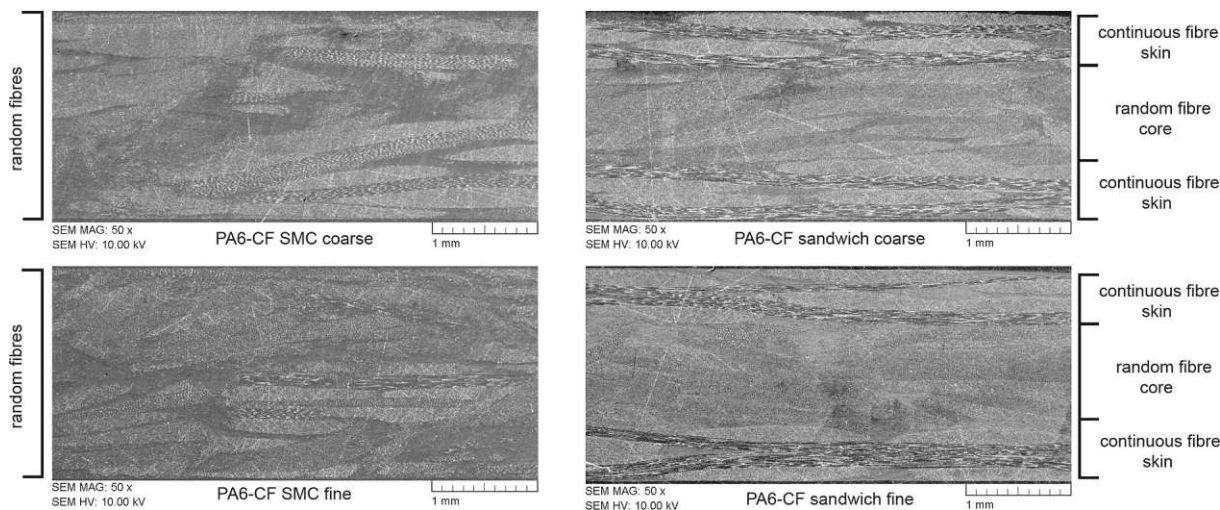 random fibres
SEM MAG: 50 x
SEM HV: 10.00 kV
PA6-CF SMC coarse
1 mm
SEM MAG: 50 x
SEM HV: 10.00 kV
PA6-CF sandwich coarse
1 mm
continuous fibre
skin
random fibre
core
continuous fibre
skin
random fibres
SEM MAG: 50 x
SEM HV: 10.00 kV
PA6-CF SMC fine
1 mm
SEM MAG: 50 x
SEM HV: 10.00 kV
PA6-CF sandwich fine
1 mm
continuous fibre
skin
random fibre
core
continuous fibre
skin